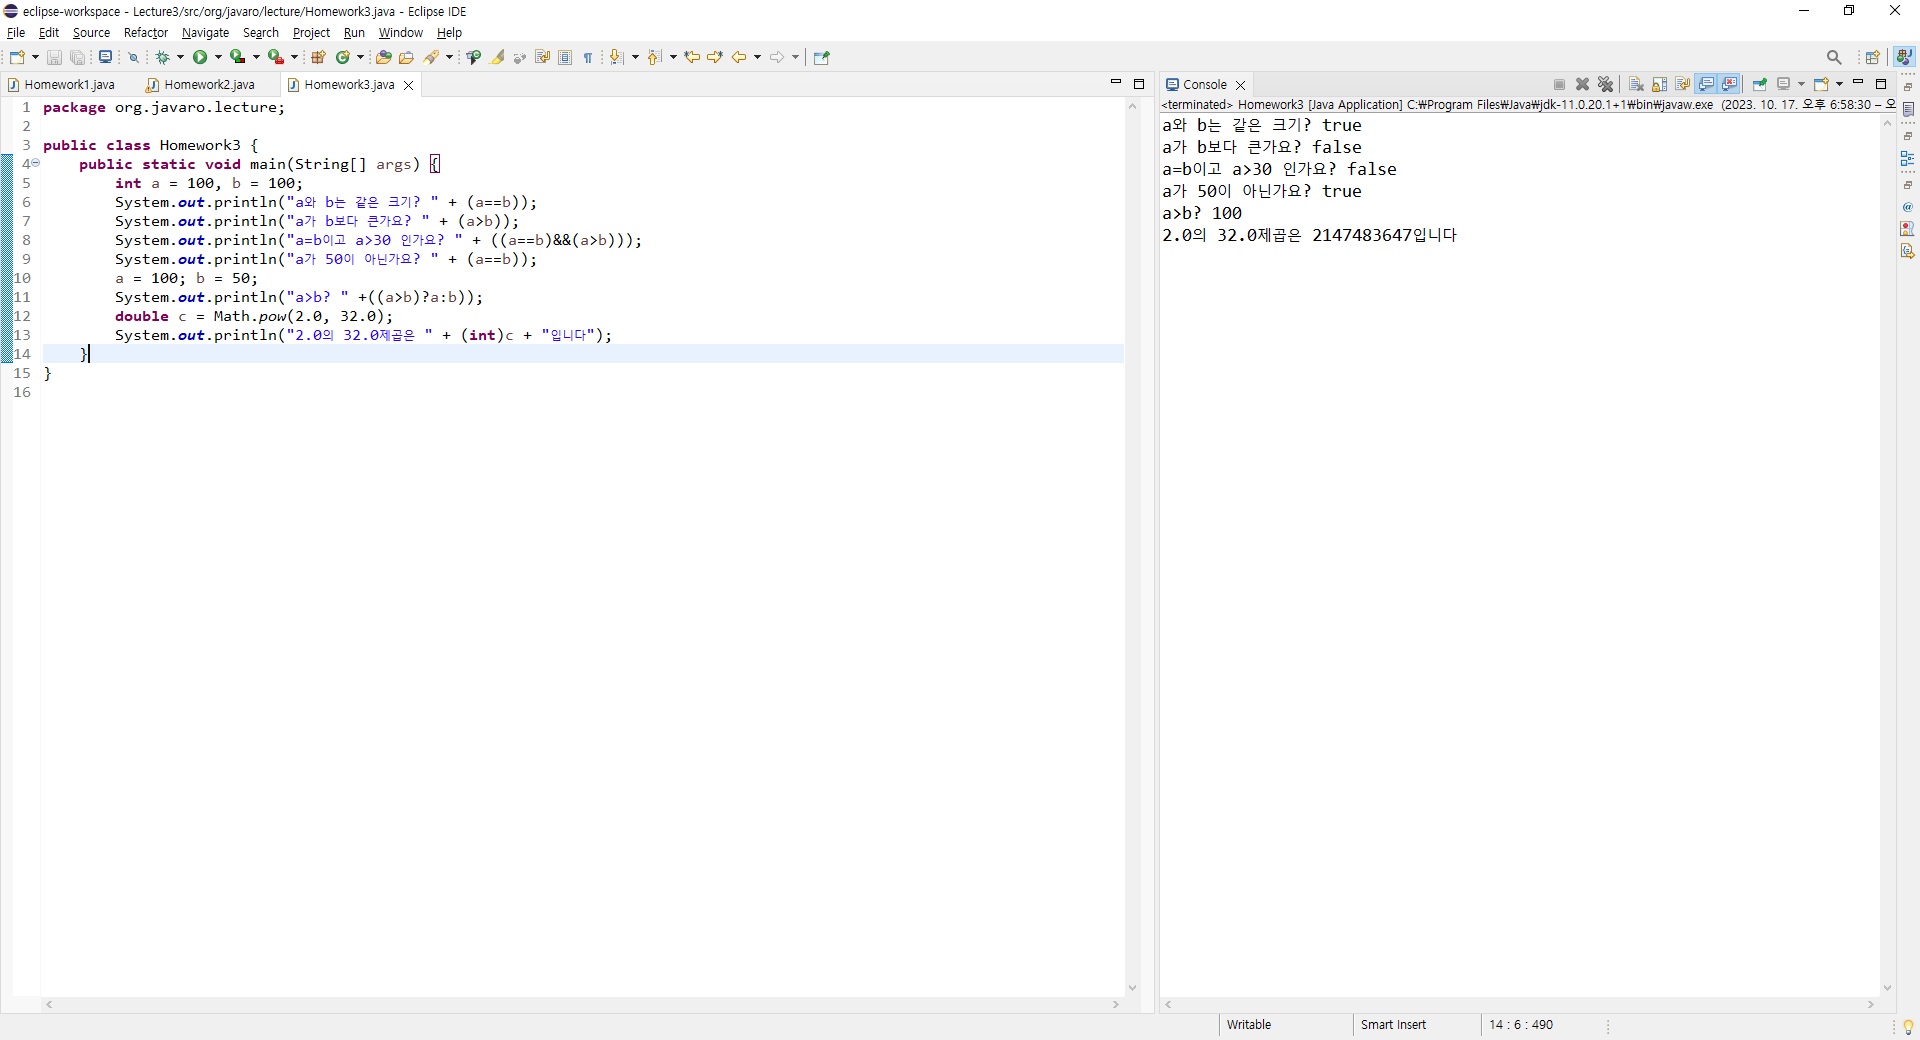 eclipse-workspace - Lecture3/src/org/javaro/lecture/Homework3.java - Eclipse IDE
File Edit Source Refactor Navigate Search Project Run Window Help
Homework1.java Homework2.java Homework3.java
1 package org.javaro.lecture;
2
3 public class Homework3 {
4 public static void main(String[] args) {
5 int a = 100, b = 100;
6 System.out.println("a와 b는 같은 크기? " + (a==b));
7 System.out.println("a가 b보다 큰가요? " + (a>b));
8 System.out.println("a=b이고 a>30 인가요? " + ((a==b)&&(a>b)));
9 System.out.println("a가 50이 아닌가요? " + (a==b));
10 a = 100; b = 50;
11 System.out.println("a>b? " +((a>b)?a:b));
12 double c = Math.pow(2.0, 32.0);
13 System.out.println("2.0의 32.0제곱은 " + (int)c + "입니다");
14 }
15 }
16
Console
<terminated> Homework3 [Java Application] C:₩Program Files₩Java₩jdk-11.0.20.1+1₩bin₩javaw.exe (2023. 10. 17. 오후 6:58:30 – 오
a와 b는 같은 크기? true
a가 b보다 큰가요? false
a=b이고 a>30 인가요? false
a가 50이 아닌가요? true
a>b? 100
2.0의 32.0제곱은 2147483647입니다
Writable Smart Insert 14 : 6 : 490